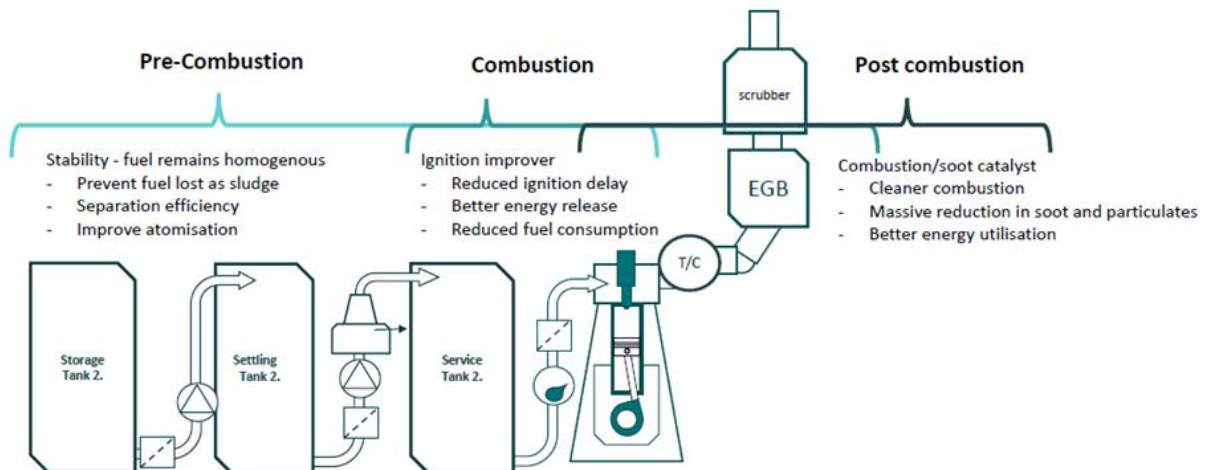 Pre-Combustion
Combustion
Post combustion
scrubber
Stability - fuel remains homogenous
- Prevent fuel lost as sludge
- Separation efficiency
- Improve atomisation
Ignition improver
- Reduced ignition delay
- Better energy release
- Reduced fuel consumption
EGB
Combustion/soot catalyst
- Cleaner combustion
- Massive reduction in soot and particulates
- Better energy utilisation
T/C
Storage
Tank 2.
Settling
Tank 2.
Service
Tank 2.